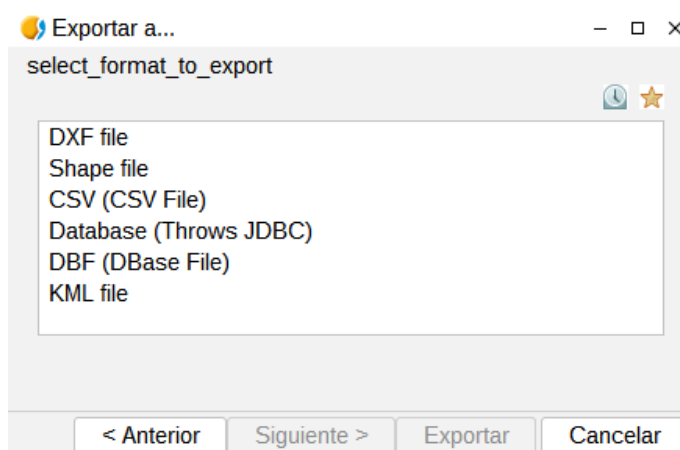 Exportar a...
select_format_to_export
DXF file
Shape file
CSV (CSV File)
Database (Throws JDBC)
DBF (DBase File)
KML file
< Anterior Siguiente > Exportar Cancelar